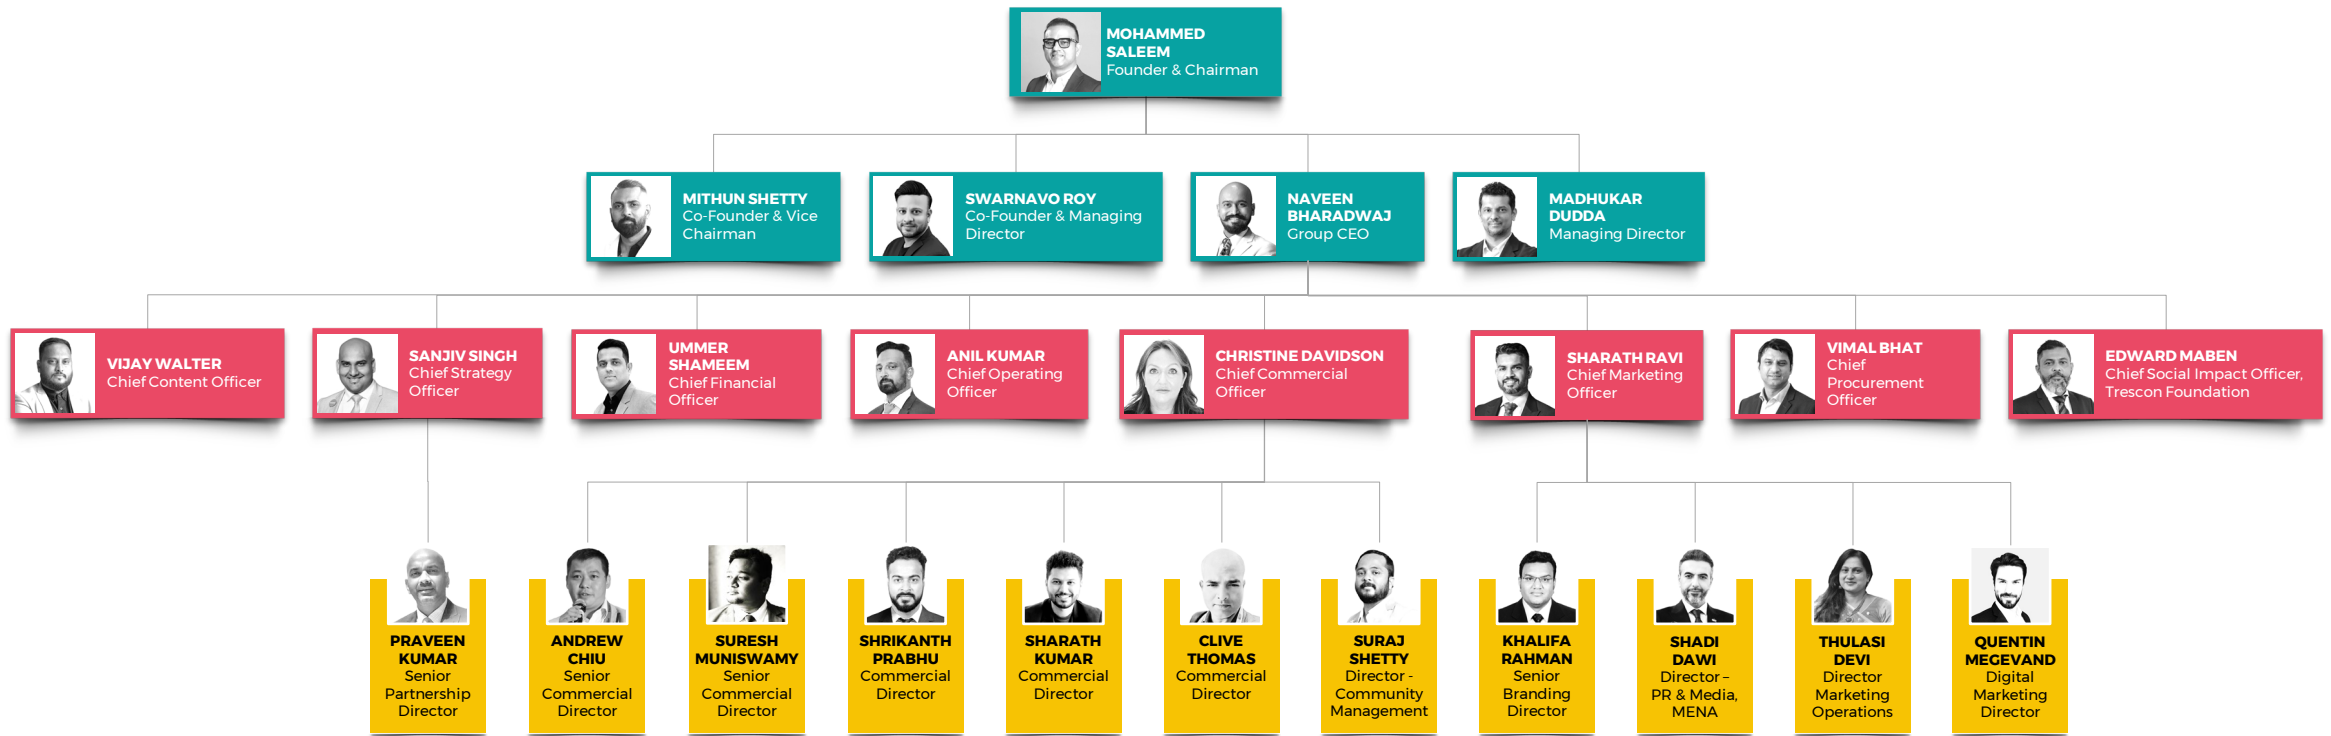 MOHAMMED
SALEEM
Founder & Chairman
MITHUN SHETTY
Co-Founder & Vice
Chairman
SWARNAVO ROY
Co-Founder & Managing
Director
NAVEEN
BHARADWAJ
Group CEO
MADHUKAR
DUDDA
Managing Director
VIJAY WALTER
Chief Content Officer
SANJIV SINGH
Chief Strategy
Officer
UMMER
SHAMEEM
Chief Financial
Officer
ANIL KUMAR
Chief Operating
Officer
CHRISTINE DAVIDSON
Chief Commercial
Officer
SHARATH RAVI
Chief Marketing
Officer
VIMAL BHAT
Chief
Procurement
Officer
EDWARD MABEN
Chief Social Impact Officer,
Trescon Foundation
PRAVEEN
KUMAR
Senior
Partnership
Director
ANDREW
CHIU
Senior
Commercial
Director
SURESH
MUNISWAMY
Senior
Commercial
Director
SHRIKANTH
PRABHU
Commercial
Director
SHARATH
KUMAR
Commercial
Director
CLIVE
THOMAS
Commercial
Director
SURAJ
SHETTY
Director -
Community
Management
KHALIFA
RAHMAN
Senior
Branding
Director
SHADI
DAWI
Director –
PR & Media,
MENA
THULASI
DEVI
Director
Marketing
Operations
QUENTIN
MEGEVAND
Digital
Marketing
Director